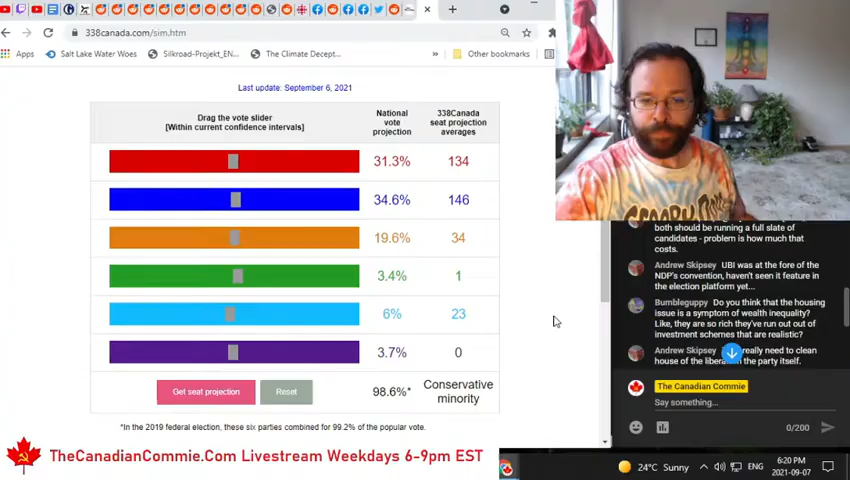 338canada.com/sim.htm
Apps
Salt Lake Water Woes
Silkroad-Projekt_EN...
The Climate Decept...
»
Other bookmarks
Last update: September 6, 2021
Drag the vote slider
[Within current confidence intervals]
National
vote
projection
338Canada
seat projection
averages
31.3% 134
34.6% 146
19.6% 34
3.4% 1
6% 23
3.7% 0
Get seat projection
Reset
98.6%*
Conservative
minority
*In the 2019 federal election, these six parties combined for 99.2% of the popular vote.
both should be running a full slate of
candidates - problem is how much that
costs.
Andrew Skipsey UBI was at the fore of the
NDP's convention, haven't seen it feature in
the election platform yet...
Bumbleguppy Do you think that the housing
issue is a symptom of wealth inequality?
Like, they are so rich they've run out out of
investment schemes that are realistic?
Andrew Skipsey really need to clean
house of the in the party itself.
The Canadian Commie
Say something...
0/200
TheCanadianCommie.Com Livestream Weekdays 6-9pm EST
24°C Sunny
ENG
6:20 PM
2021-09-07